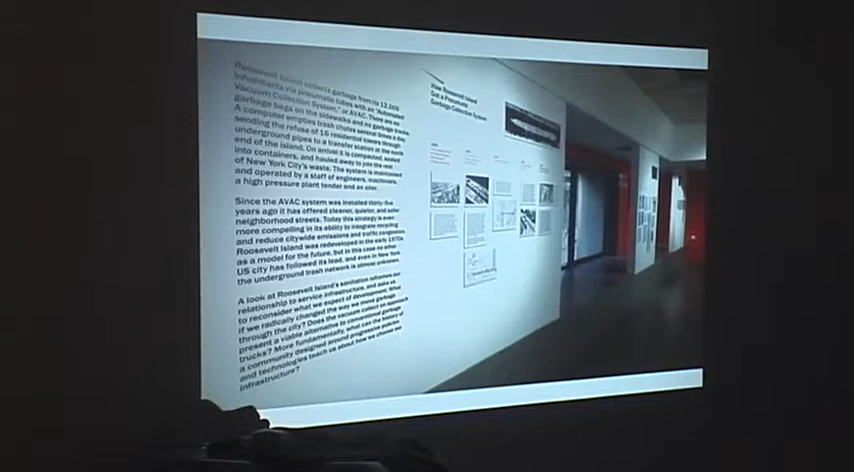 Roosevelt Island collects garbage from its 12,000
inhabitants via pneumatic tubes with an "Automated
Vacuum Collection System," or AVAC. There are no
garbage bags on the sidewalks and no garbage trucks.
A computer empties trash chutes several times a day
sending the refuse of 16 residential towers through
underground pipes to a transfer station at the north
end of the island. On arrival it is compacted, sealed
into containers, and hauled away to join the rest
of New York City's waste. The system is maintained
and operated by a staff of engineers, machinists,
a high pressure plant tender and an oiler.
Since the AVAC system was installed thirty-five
years ago it has offered cleaner, quieter, and safer
neighborhood streets. Today this strategy is even
more compelling in its ability to integrate recycling
and reduce citywide emissions and traffic congestion.
Roosevelt Island was redeveloped in the early 1970s
as a model for the future, but in this case no other
US city has followed its lead, and even in New York
the underground trash network is almost unknown.
A look at Roosevelt Island's sanitation reframes our
relationship to service infrastructure, and asks us
to reconsider what we expect of development. What
if we radically changed the way we move garbage
through the city? Does the vacuum collect on approach
present a viable alternative to conventional garbage
trucks? More fundamentally, what can the history of
a community designed around progressive policies
and technologies teach us about how we choose our
infrastructure?
How Roosevelt Island
Got a Pneumatic
Garbage Collection System